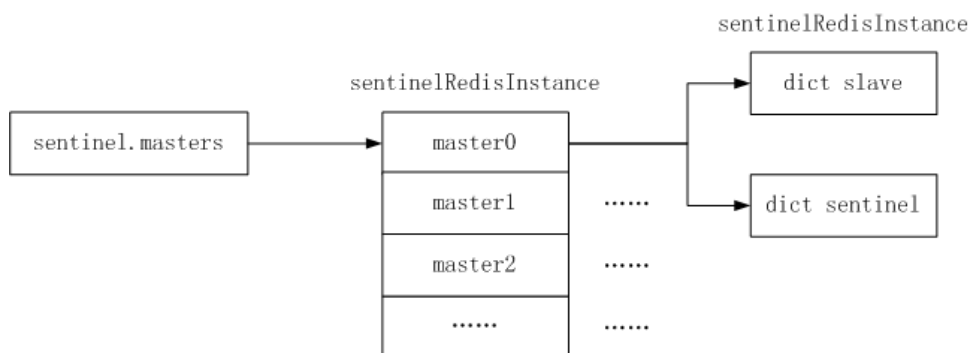 sentinelRedisInstance
sentinelRedisInstance
dict slave
sentinel.masters
master0
master1
……
dict sentinel
master2
……
……
……